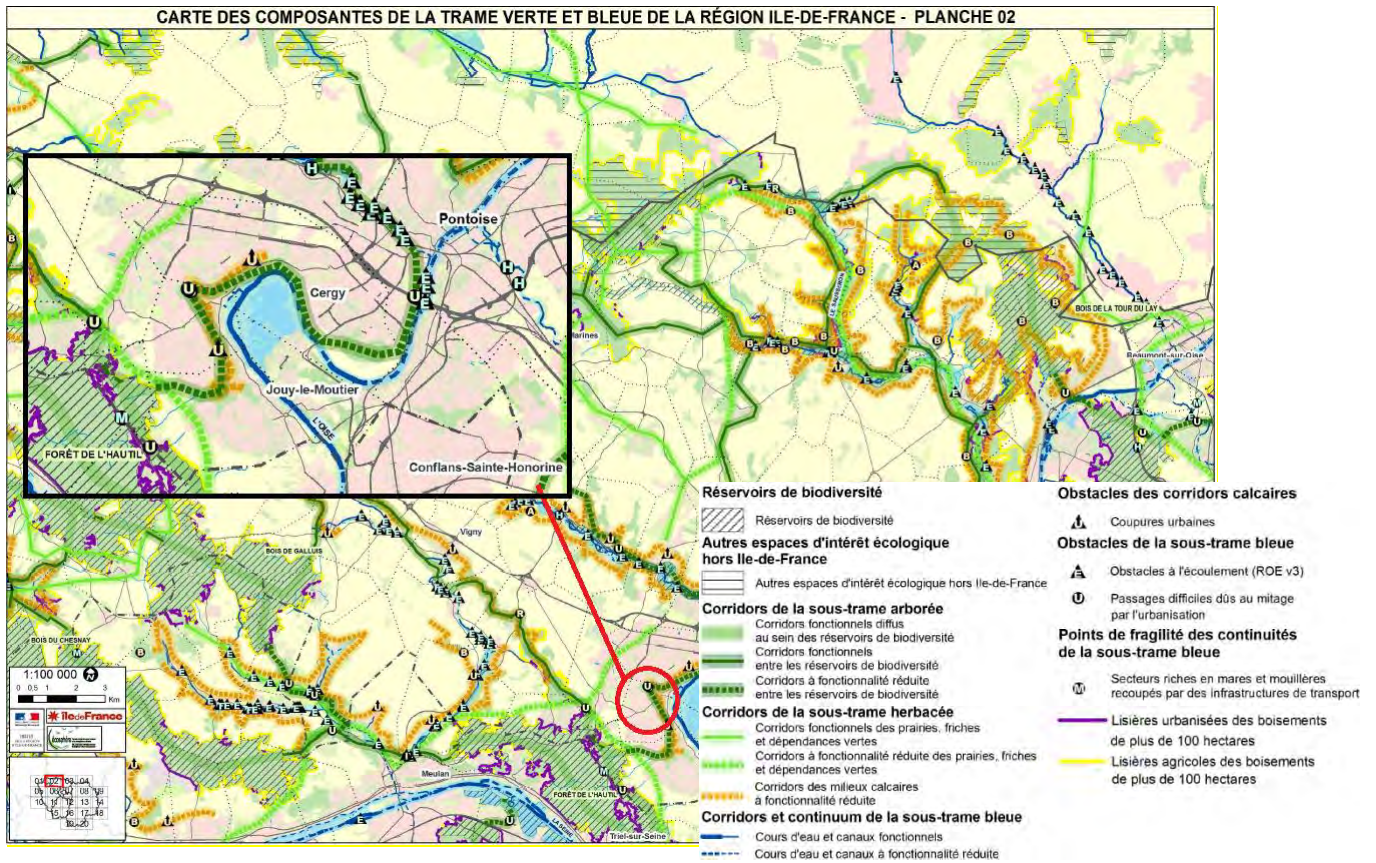 CARTE DES COMPOSANTES DE LA TRAME VERTE ET BLEUE DE LA RÉGION ILE-DE-FRANCE - PLANCHE 02
Pontoise
Cergy
Jouy-le-Moutier
L'OISE
FORÊT DE L'HAUTIL
Conflans-Sainte-Honorine
LE SAUSSERON
BOIS DE LA TOUR DU LAY
Beaumont-sur-Oise
Vigny
BOIS DE GALLUIS
BOIS DU CHESNAY
Meulan
FORÊT DE L'HAUTIL
LA SEINE
Triel-sur-Seine
1:100 000
0 0.5 1 2 3
Km
îledeFrance
écosphère
Réservoirs de biodiversité
Réservoirs de biodiversité
Autres espaces d'intérêt écologique
hors Ile-de-France
Autres espaces d'intérêt écologique hors Ile-de-France
Corridors de la sous-trame arborée
Corridors fonctionnels diffus
au sein des réservoirs de biodiversité
Corridors fonctionnels
entre les réservoirs de biodiversité
Corridors à fonctionnalité réduite
entre les réservoirs de biodiversité
Corridors de la sous-trame herbacée
Corridors fonctionnels des prairies, friches
et dépendances vertes
Corridors à fonctionnalité réduite des prairies, friches
et dépendances vertes
Corridors des milieux calcaires
à fonctionnalité réduite
Corridors et continuum de la sous-trame bleue
Cours d'eau et canaux fonctionnels
Cours d'eau et canaux à fonctionnalité réduite
Obstacles des corridors calcaires
Coupures urbaines
Obstacles de la sous-trame bleue
Obstacles à l'écoulement (ROE v3)
Passages difficiles dûs au mitage
par l'urbanisation
Points de fragilité des continuités
de la sous-trame bleue
Secteurs riches en mares et mouillères
recoupés par des infrastructures de transport
Lisières urbanisées des boisements
de plus de 100 hectares
Lisières agricoles des boisements
de plus de 100 hectares